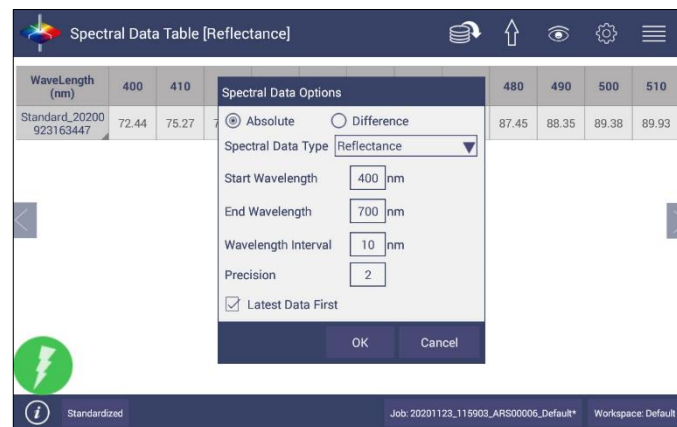 Spectral Data Table [Reflectance]
WaveLength (nm) 400 410 480 490 500 510
Standard_20200923163447 72.44 75.27 7 87.45 88.35 89.38 89.93
Spectral Data Options
Absolute Difference
Spectral Data Type Reflectance
Start Wavelength 400 nm
End Wavelength 700 nm
Wavelength Interval 10 nm
Precision 2
Latest Data First
OK Cancel
i Standardized Job: 20201123_115903_ARS00006_Default* Workspace: Default